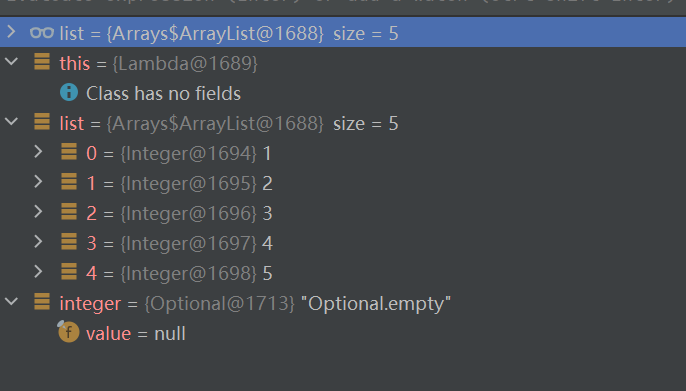 list = {Arrays$ArrayList@1688} size = 5
this = {Lambda@1689}
Class has no fields
list = {Arrays$ArrayList@1688} size = 5
0 = {Integer@1694} 1
1 = {Integer@1695} 2
2 = {Integer@1696} 3
3 = {Integer@1697} 4
4 = {Integer@1698} 5
integer = {Optional@1713} "Optional.empty"
f value = null